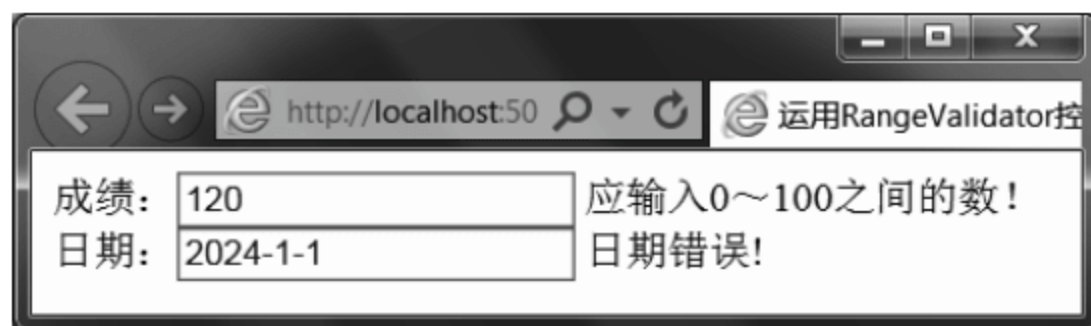 http://localhost:50
运用RangeValidator控
成绩: 120 应输入0～100之间的数!
日期: 2024-1-1 日期错误!